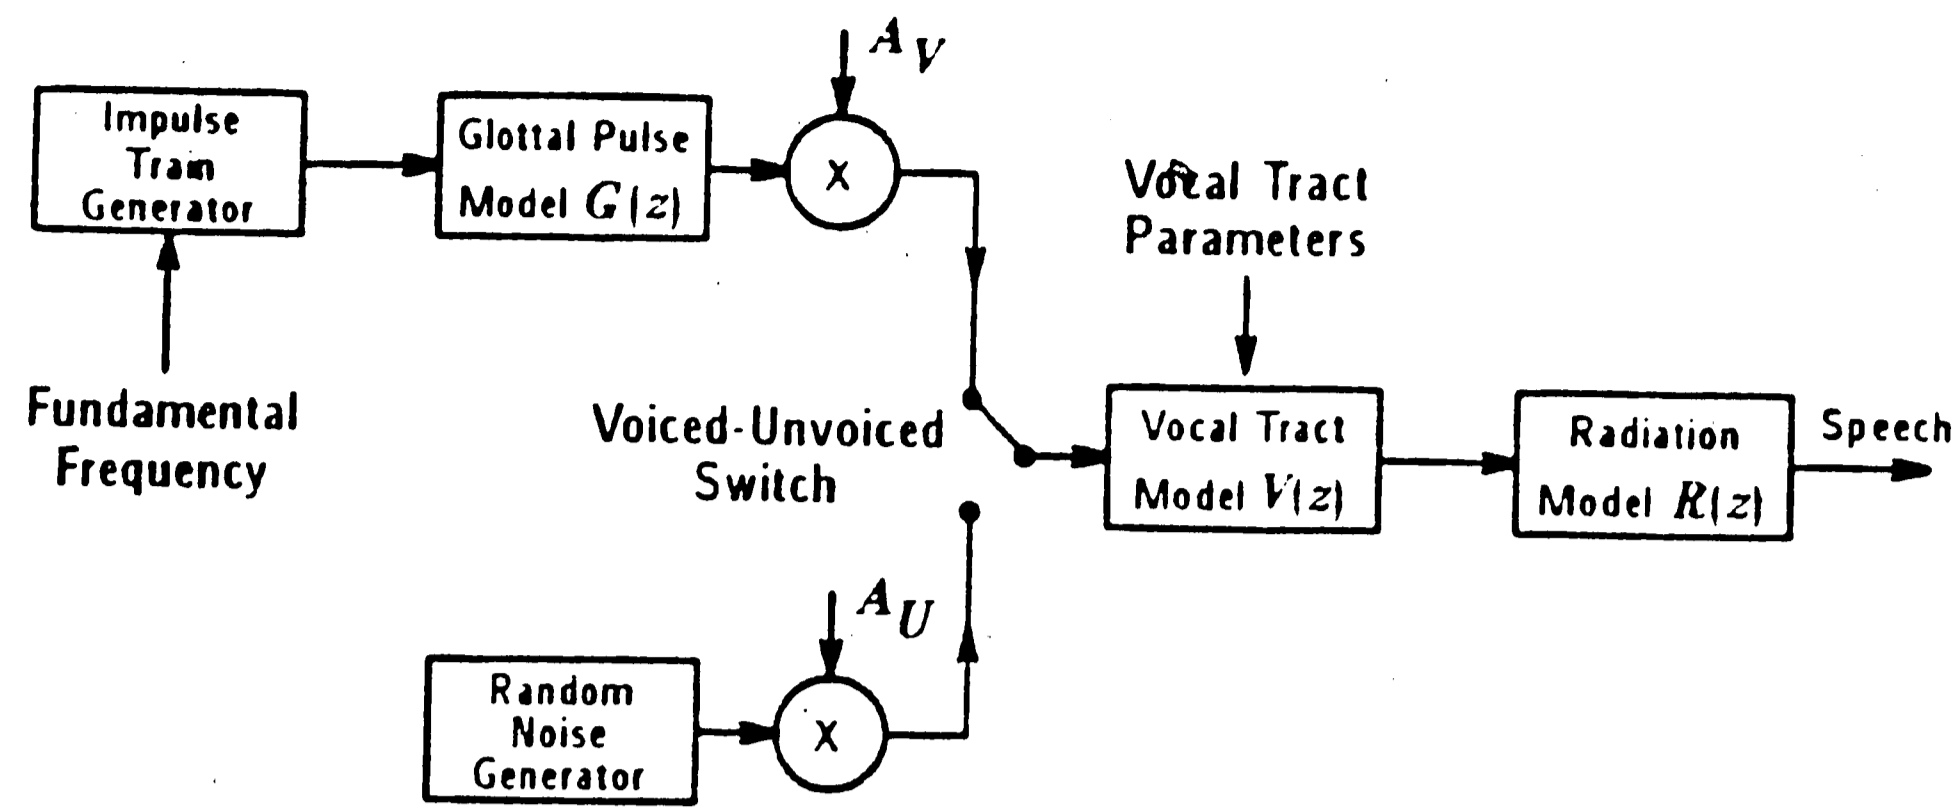 Impulse
Train
Generator
Glottal Pulse
Model G(z)
A_V
X
Fundamental
Frequency
Voiced-Unvoiced
Switch
Vocal Tract
Parameters
Vocal Tract
Model V(z)
Radiation
Model R(z)
Speech
Random
Noise
Generator
A_U
X